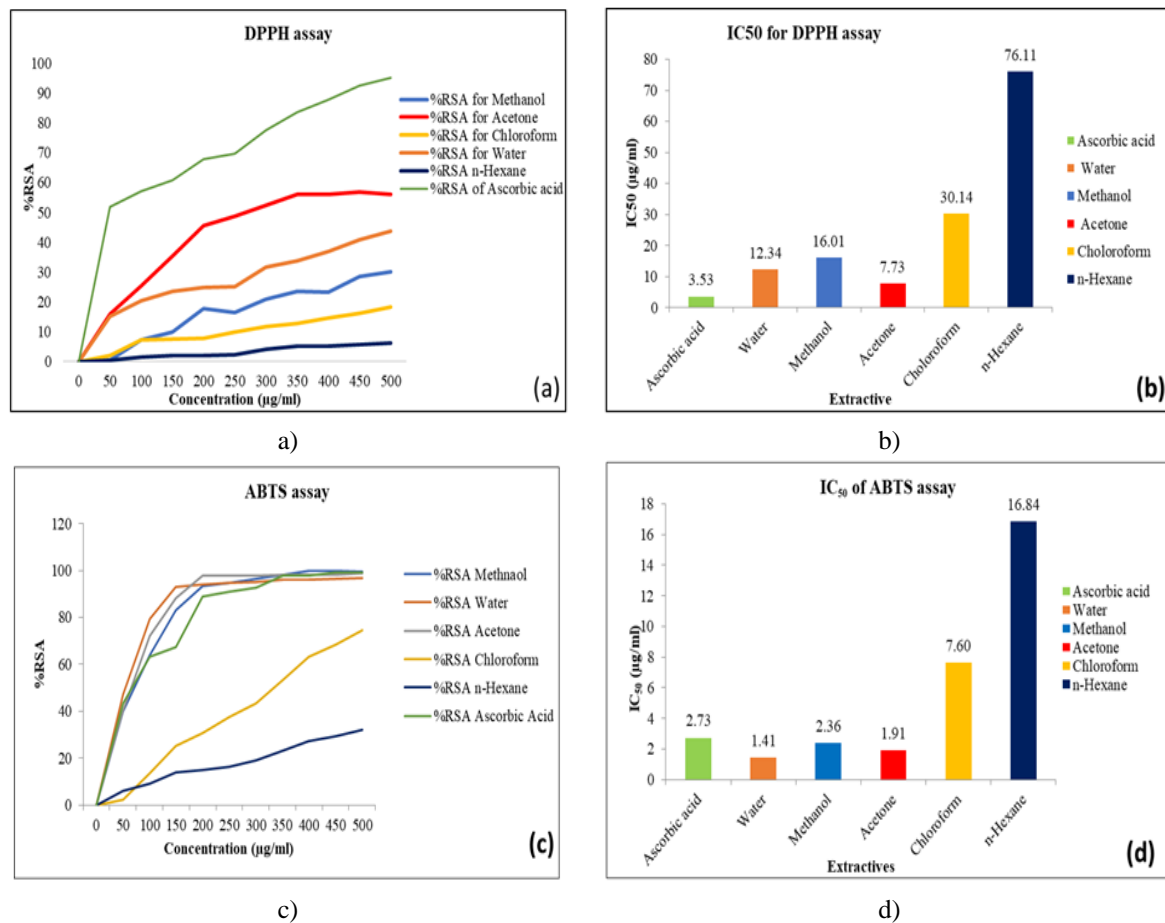 DPPH assay
100
90
80
70
60
50
40
30
20
10
0
%RSA
0 50 100 150 200 250 300 350 400 450 500
Concentration (µg/ml)
%RSA for Methanol
%RSA for Acetone
%RSA for Chloroform
%RSA for Water
%RSA n-Hexane
%RSA of Ascorbic acid
(a)
a)
IC50 for DPPH assay
80
70
60
50
40
30
20
10
0
IC50 (µg/ml)
3.53
12.34
16.01
7.73
30.14
76.11
Ascorbic acid
Water
Methanol
Acetone
Choloroform
n-Hexane
Extractive
Ascorbic acid
Water
Methanol
Acetone
Choloroform
n-Hexane
(b)
b)
ABTS assay
120
100
80
60
40
20
0
%RSA
0 50 100 150 200 250 300 350 400 450 500
Concentration (µg/ml)
%RSA Methnaol
%RSA Water
%RSA Acetone
%RSA Chloroform
%RSA n-Hexane
%RSA Ascorbic Acid
(c)
c)
IC₅₀ of ABTS assay
18
16
14
12
10
8
6
4
2
0
IC₅₀ (µg/ml)
2.73
1.41
2.36
1.91
7.60
16.84
Ascorbic acid
Water
Methanol
Acetone
Chloroform
n-Hexane
Extractives
Ascorbic acid
Water
Methanol
Acetone
Chloroform
n-Hexane
(d)
d)